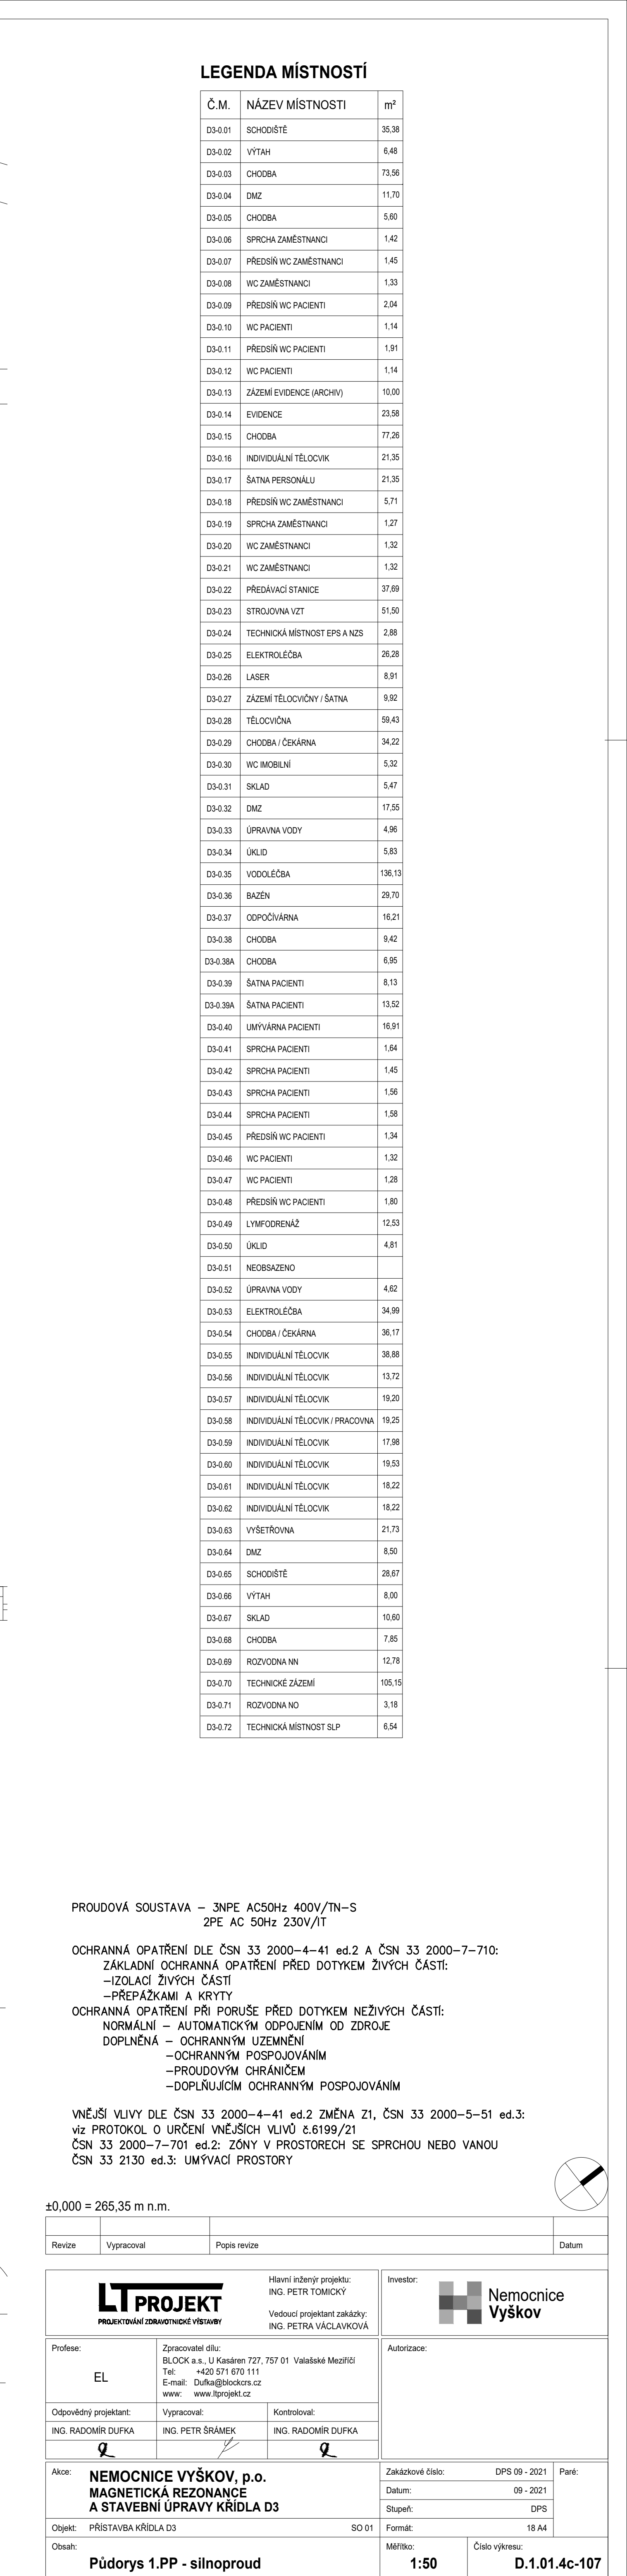 LEGENDA MÍSTNOSTÍ
Č.M. NÁZEV MÍSTNOSTI m²
D3-0.01 SCHODIŠTĚ 35,38
D3-0.02 VÝTAH 6,48
D3-0.03 CHODBA 73,56
D3-0.04 DMZ 11,70
D3-0.05 CHODBA 5,60
D3-0.06 SPRCHA ZAMĚSTNANCI 1,42
D3-0.07 PŘEDSÍŇ WC ZAMĚSTNANCI 1,45
D3-0.08 WC ZAMĚSTNANCI 1,33
D3-0.09 PŘEDSÍŇ WC PACIENTI 2,04
D3-0.10 WC PACIENTI 1,14
D3-0.11 PŘEDSÍŇ WC PACIENTI 1,91
D3-0.12 WC PACIENTI 1,14
D3-0.13 ZÁZEMÍ EVIDENCE (ARCHIV) 10,00
D3-0.14 EVIDENCE 23,58
D3-0.15 CHODBA 77,26
D3-0.16 INDIVIDUÁLNÍ TĚLOCVIK 21,35
D3-0.17 ŠATNA PERSONÁLU 21,35
D3-0.18 PŘEDSÍŇ WC ZAMĚSTNANCI 5,71
D3-0.19 SPRCHA ZAMĚSTNANCI 1,27
D3-0.20 WC ZAMĚSTNANCI 1,32
D3-0.21 WC ZAMĚSTNANCI 1,32
D3-0.22 PŘEDÁVACÍ STANICE 37,69
D3-0.23 STROJOVNA VZT 51,50
D3-0.24 TECHNICKÁ MÍSTNOST EPS A NZS 2,88
D3-0.25 ELEKTROLÉČBA 26,28
D3-0.26 LASER 8,91
D3-0.27 ZÁZEMÍ TĚLOCVIČNY / ŠATNA 9,92
D3-0.28 TĚLOCVIČNA 59,43
D3-0.29 CHODBA / ČEKÁRNA 34,22
D3-0.30 WC IMOBILNÍ 5,32
D3-0.31 SKLAD 5,47
D3-0.32 DMZ 17,55
D3-0.33 ÚPRAVNA VODY 4,96
D3-0.34 ÚKLID 5,83
D3-0.35 VODOLÉČBA 136,13
D3-0.36 BAZÉN 29,70
D3-0.37 ODPOČÍVÁRNA 16,21
D3-0.38 CHODBA 9,42
D3-0.38A CHODBA 6,95
D3-0.39 ŠATNA PACIENTI 8,13
D3-0.39A ŠATNA PACIENTI 13,52
D3-0.40 UMÝVÁRNA PACIENTI 16,91
D3-0.41 SPRCHA PACIENTI 1,64
D3-0.42 SPRCHA PACIENTI 1,45
D3-0.43 SPRCHA PACIENTI 1,56
D3-0.44 SPRCHA PACIENTI 1,58
D3-0.45 PŘEDSÍŇ WC PACIENTI 1,34
D3-0.46 WC PACIENTI 1,32
D3-0.47 WC PACIENTI 1,28
D3-0.48 PŘEDSÍŇ WC PACIENTI 1,80
D3-0.49 LYMFODRENÁŽ 12,53
D3-0.50 ÚKLID 4,81
D3-0.51 NEOBSAZENO
D3-0.52 ÚPRAVNA VODY 4,62
D3-0.53 ELEKTROLÉČBA 34,99
D3-0.54 CHODBA / ČEKÁRNA 36,17
D3-0.55 INDIVIDUÁLNÍ TĚLOCVIK 38,88
D3-0.56 INDIVIDUÁLNÍ TĚLOCVIK 13,72
D3-0.57 INDIVIDUÁLNÍ TĚLOCVIK 19,20
D3-0.58 INDIVIDUÁLNÍ TĚLOCVIK / PRACOVNA 19,25
D3-0.59 INDIVIDUÁLNÍ TĚLOCVIK 17,98
D3-0.60 INDIVIDUÁLNÍ TĚLOCVIK 19,53
D3-0.61 INDIVIDUÁLNÍ TĚLOCVIK 18,22
D3-0.62 INDIVIDUÁLNÍ TĚLOCVIK 18,22
D3-0.63 VYŠETŘOVNA 21,73
D3-0.64 DMZ 8,50
D3-0.65 SCHODIŠTĚ 28,67
D3-0.66 VÝTAH 8,00
D3-0.67 SKLAD 10,60
D3-0.68 CHODBA 7,85
D3-0.69 ROZVODNA NN 12,78
D3-0.70 TECHNICKÉ ZÁZEMÍ 105,15
D3-0.71 ROZVODNA NO 3,18
D3-0.72 TECHNICKÁ MÍSTNOST SLP 6,54
PROUDOVÁ SOUSTAVA – 3NPE AC50Hz 400V/TN-S
2PE AC 50Hz 230V/IT
OCHRANNÁ OPATŘENÍ DLE ČSN 33 2000-4-41 ed.2 A ČSN 33 2000-7-710:
ZÁKLADNÍ OCHRANNÁ OPATŘENÍ PŘED DOTYKEM ŽIVÝCH ČÁSTÍ:
-IZOLACÍ ŽIVÝCH ČÁSTÍ
-PŘEPÁŽKAMI A KRYTY
OCHRANNÁ OPATŘENÍ PŘI PORUŠE PŘED DOTYKEM NEŽIVÝCH ČÁSTÍ:
NORMÁLNÍ – AUTOMATICKÝM ODPOJENÍM OD ZDROJE
DOPLNĚNÁ – OCHRANNÝM UZEMNĚNÍ
-OCHRANNÝM POSPOJOVÁNÍM
-PROUDOVÝM CHRÁNIČEM
-DOPLŇUJÍCÍM OCHRANNÝM POSPOJOVÁNÍM
VNĚJŠÍ VLIVY DLE ČSN 33 2000-4-41 ed.2 ZMĚNA Z1, ČSN 33 2000-5-51 ed.3:
viz PROTOKOL O URČENÍ VNĚJŠÍCH VLIVŮ č.6199/21
ČSN 33 2000-7-701 ed.2: ZÓNY V PROSTORECH SE SPRCHOU NEBO VANOU
ČSN 33 2130 ed.3: UMÝVACÍ PROSTORY
±0,000 = 265,35 m n.m.
Revize Vypracoval Popis revize Datum
LT PROJEKT
PROJEKTOVÁNÍ ZDRAVOTNICKÉ VÝSTAVBY
Hlavní inženýr projektu:
ING. PETR TOMICKÝ
Vedoucí projektant zakázky:
ING. PETRA VÁCLAVKOVÁ
Investor:
Nemocnice
Vyškov
Profese:
EL
Zpracovatel dílu:
BLOCK a.s., U Kasáren 727, 757 01 Valašské Meziříčí
Tel: +420 571 670 111
E-mail: Dufka@blockcrs.cz
www: www.ltprojekt.cz
Autorizace:
Odpovědný projektant: Vypracoval: Kontroloval:
ING. RADOMÍR DUFKA ING. PETR ŠRÁMEK ING. RADOMÍR DUFKA
Akce: NEMOCNICE VYŠKOV, p.o.
MAGNETICKÁ REZONANCE
A STAVEBNÍ ÚPRAVY KŘÍDLA D3
Zakázkové číslo: DPS 09 - 2021 Paré:
Datum: 09 - 2021
Stupeň: DPS
Objekt: PŘÍSTAVBA KŘÍDLA D3 SO 01 Formát: 18 A4
Obsah: Měřítko: Číslo výkresu:
Půdorys 1.PP - silnoproud 1:50 D.1.01.4c-107